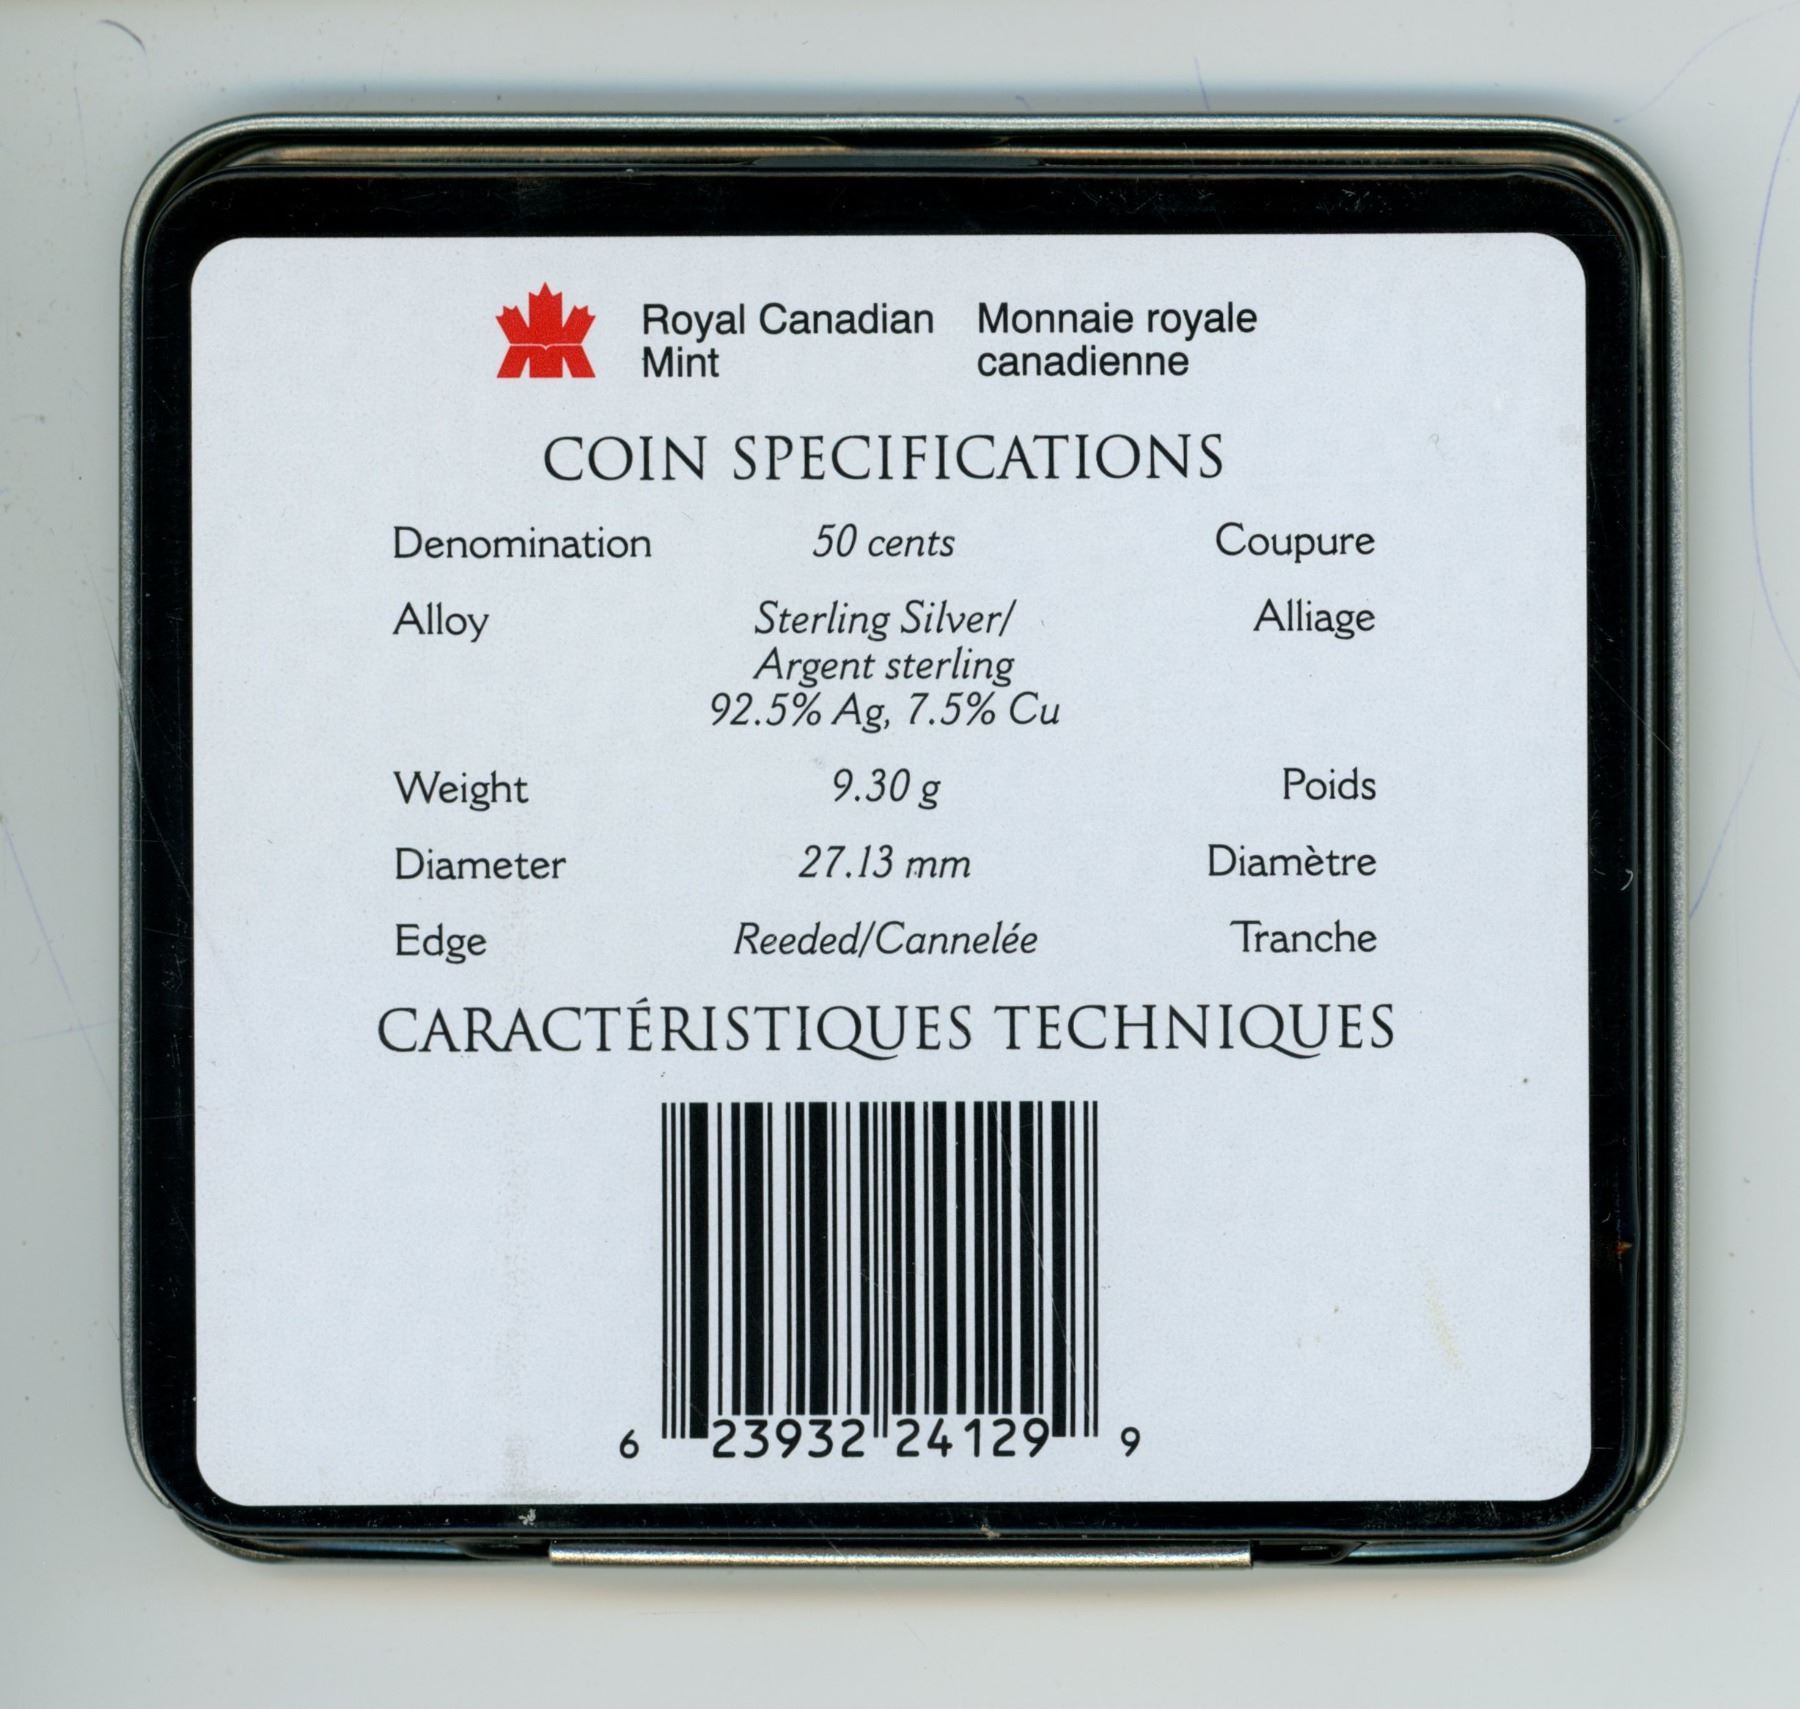 Royal Canadian Mint
Monnaie royale canadienne
COIN SPECIFICATIONS
Denomination 50 cents Coupure
Alloy Sterling Silver/ Alliage
Argent sterling
92.5% Ag, 7.5% Cu
Weight 9.30 g Poids
Diameter 27.13 mm Diamètre
Edge Reeded/Cannelée Tranche
CARACTÉRISTIQUES TECHNIQUES
6 23932 24129 9